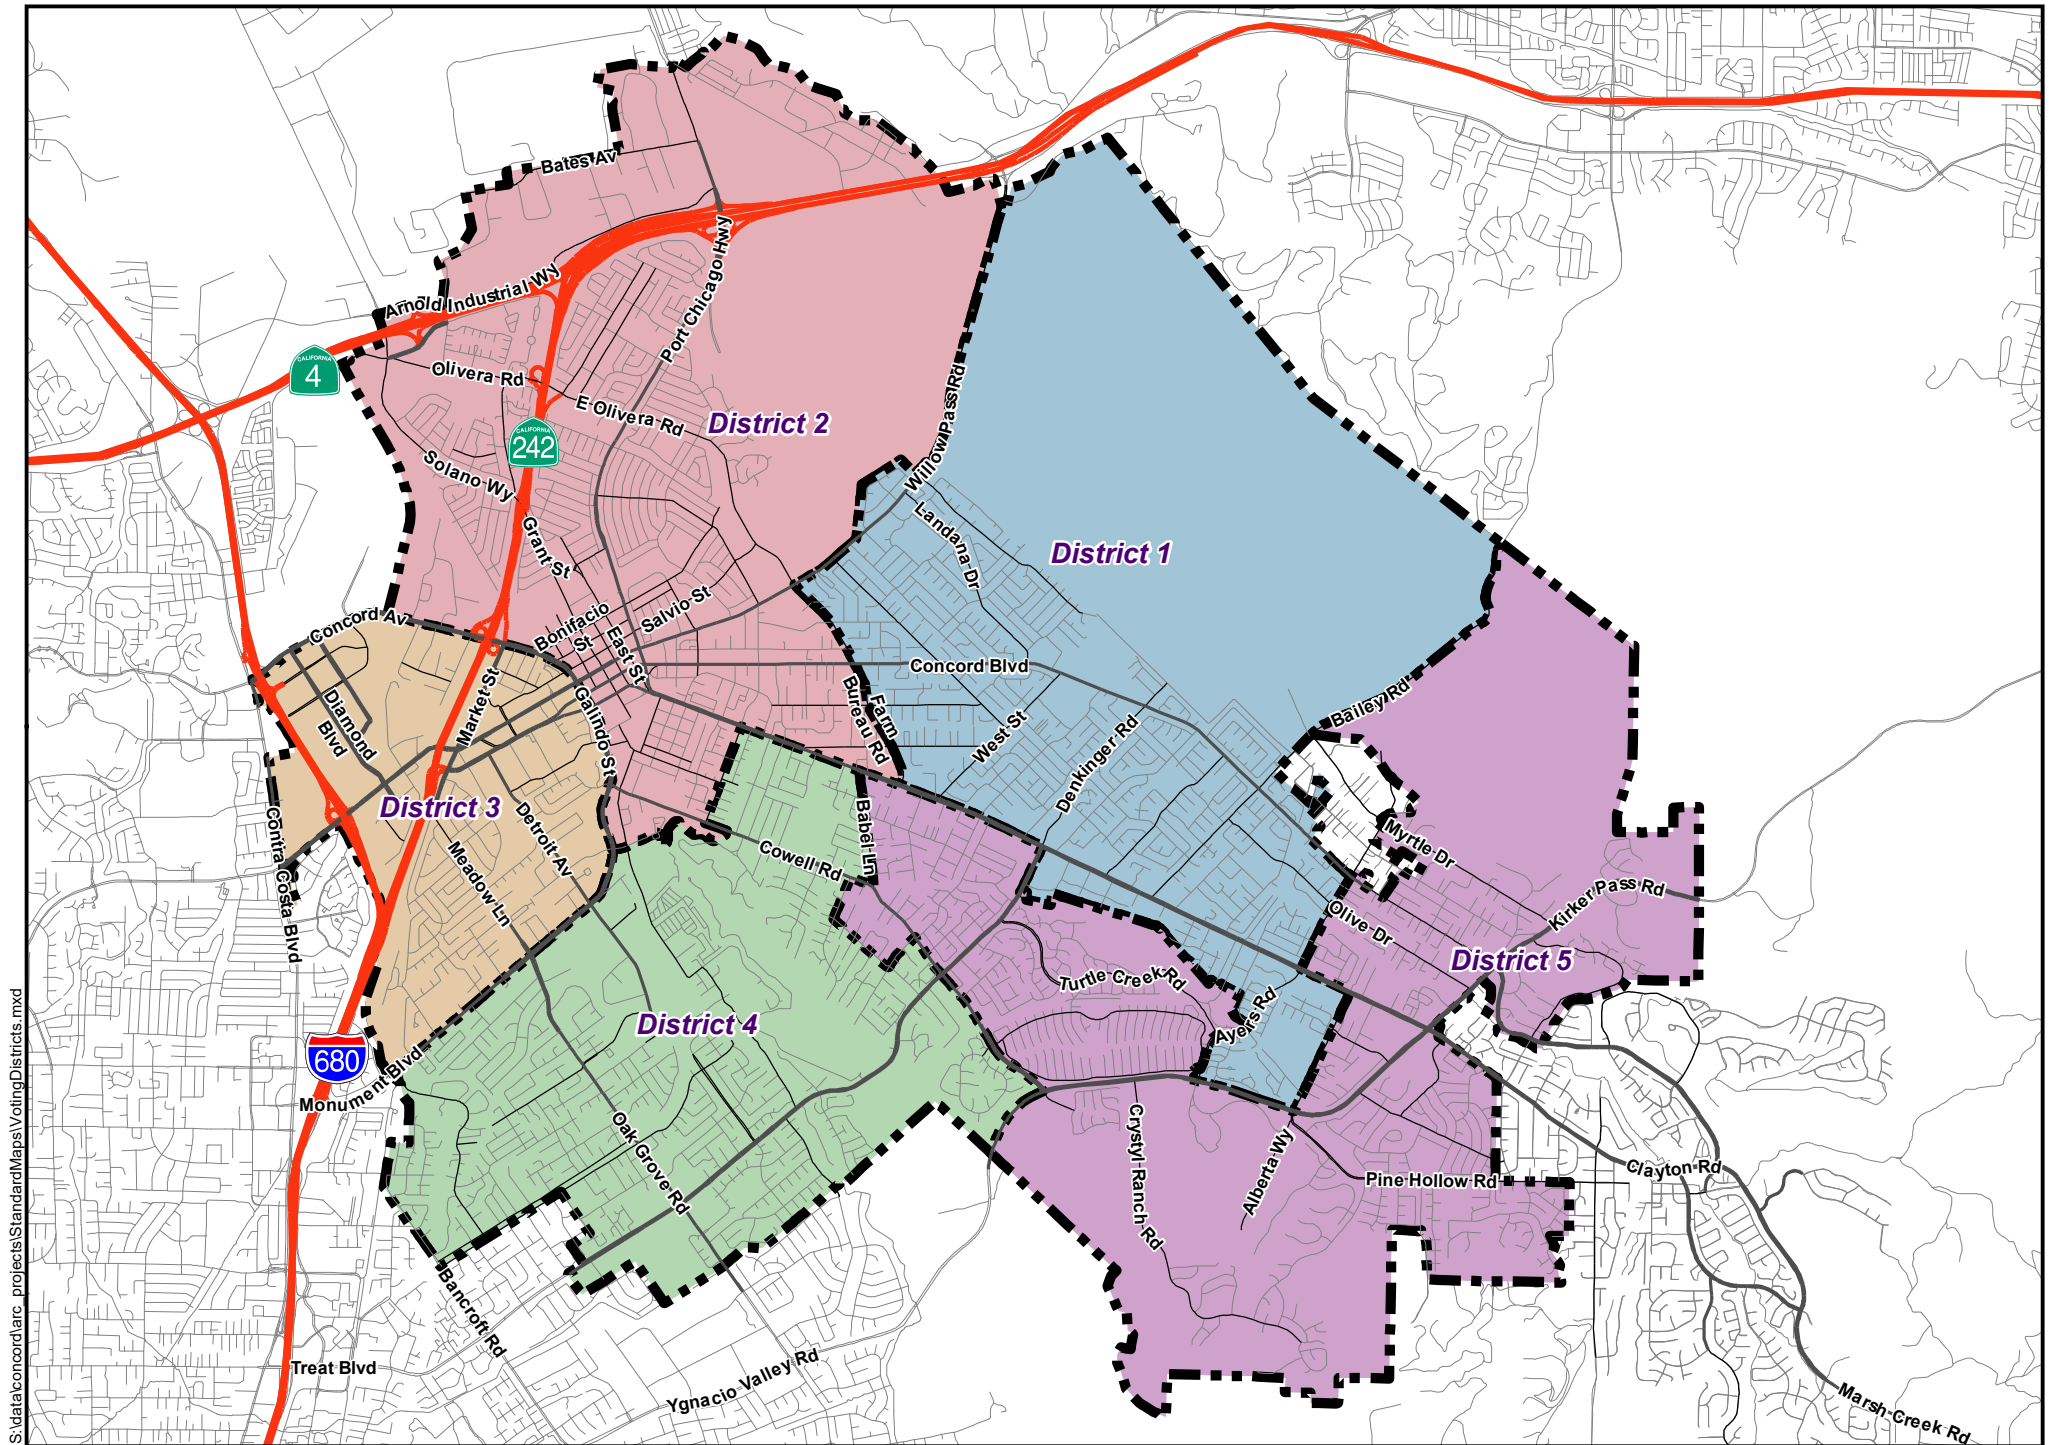 Bates Av
Port Chicago Hwy
Arnold Industrial Wy
CALIFORNIA
4
Olivera Rd
E Olivera Rd
District 2
Willow Pass Rd
CALIFORNIA
242
Solano Wy
Grant St
Landana Dr
District 1
Concord Av
Bonifacio
St
East St
Salvio St
Concord Blvd
Market St
Galindo St
Diamond
Blvd
Farm
Bureau Rd
West St
Denkinger Rd
Bailey Rd
District 3
Contra Costa Blvd
Meadow Ln
Detroit Av
Cowell Rd
Babel Ln
Myrtle Dr
Kirker Pass Rd
Olive Dr
District 5
Turtle Creek Rd
Ayers Rd
District 4
680
Monument Blvd
Oak Grove Rd
Crystyl Ranch Rd
Alberta Wy
Pine Hollow Rd
Clayton Rd
Bancroft Rd
Treat Blvd
Ygnacio Valley Rd
Marsh Creek Rd
S:\data\concord\arc_projects\StandardMaps\VotingDistricts.mxd